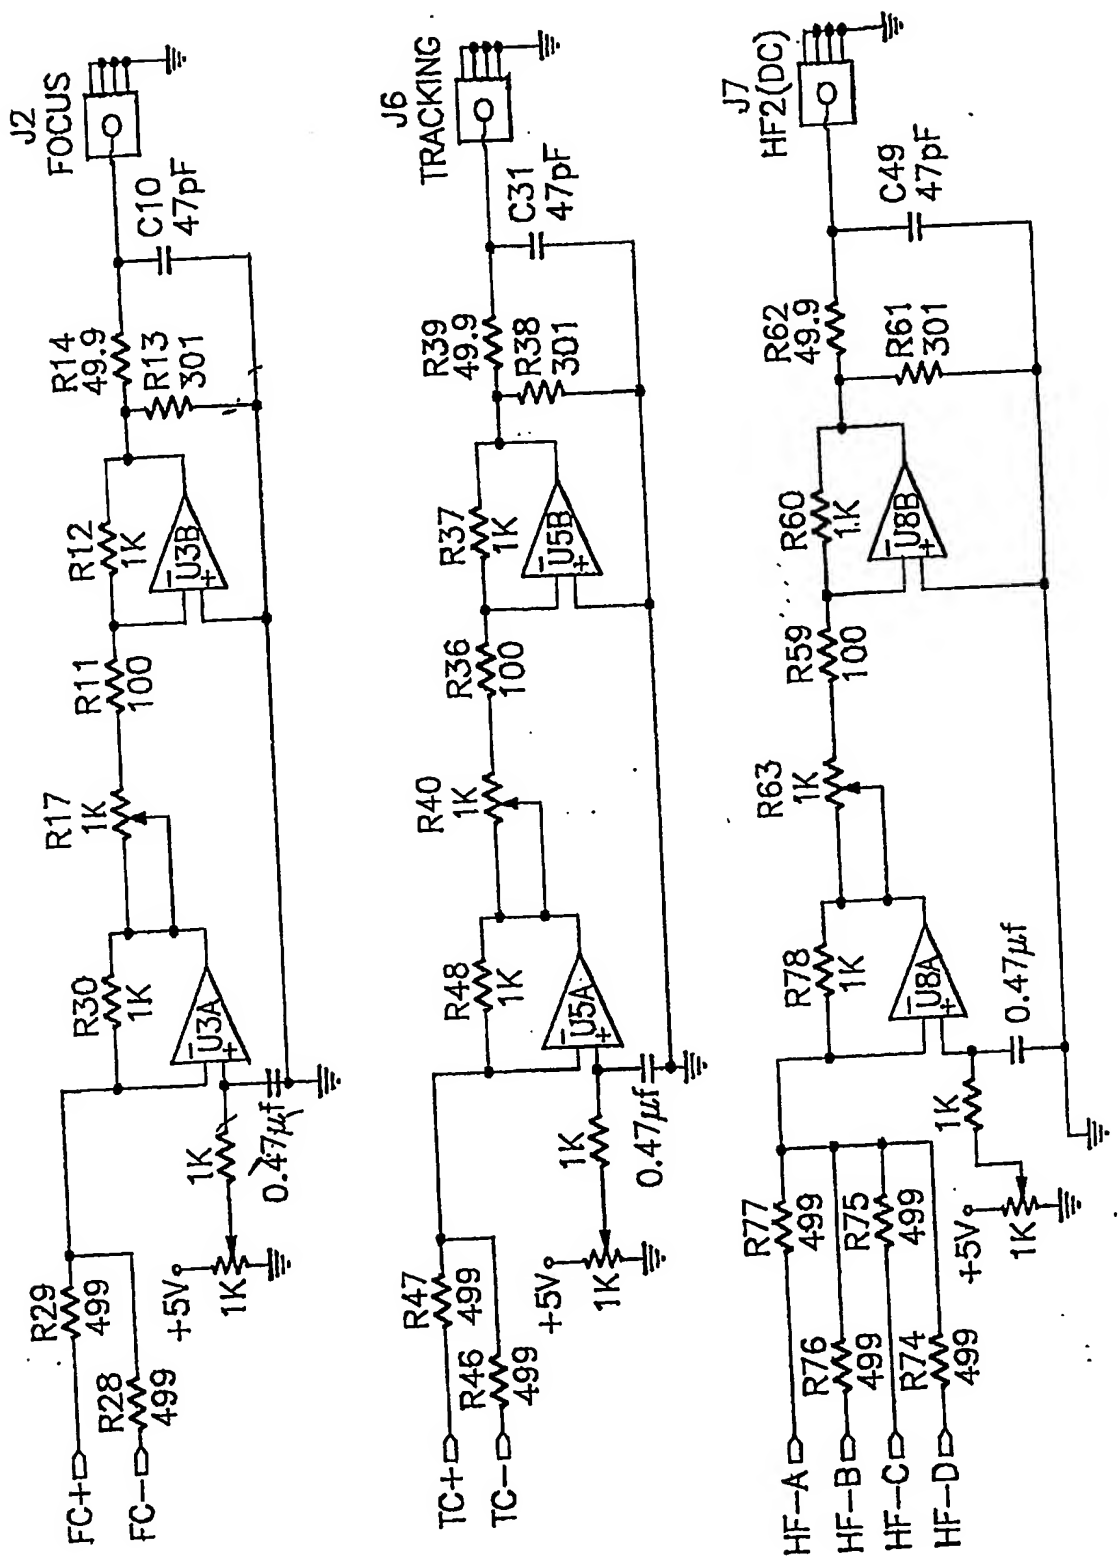 J2
FOCUS
C10
47pF
R14
49.9
R13
301
R12
1K
U3B
−
+
R11
100
R17
1K
R30
1K
U3A
−
+
0.47µf
1K
+5V
1K
R29
499
R28
499
FC+
FC−
J6
TRACKING
C31
47pF
R39
49.9
R38
301
R37
1K
U5B
−
+
R36
100
R40
1K
R48
1K
U5A
−
+
0.47µf
1K
+5V
1K
R47
499
R46
499
TC+
TC−
J7
HF2(DC)
C49
47pF
R62
49.9
R61
301
R60
1K
U8B
−
+
R59
100
R63
1K
R78
1K
U8A
−
+
0.47µf
1K
+5V
1K
R77
499
R75
499
R76
499
R74
499
HF−A
HF−B
HF−C
HF−D